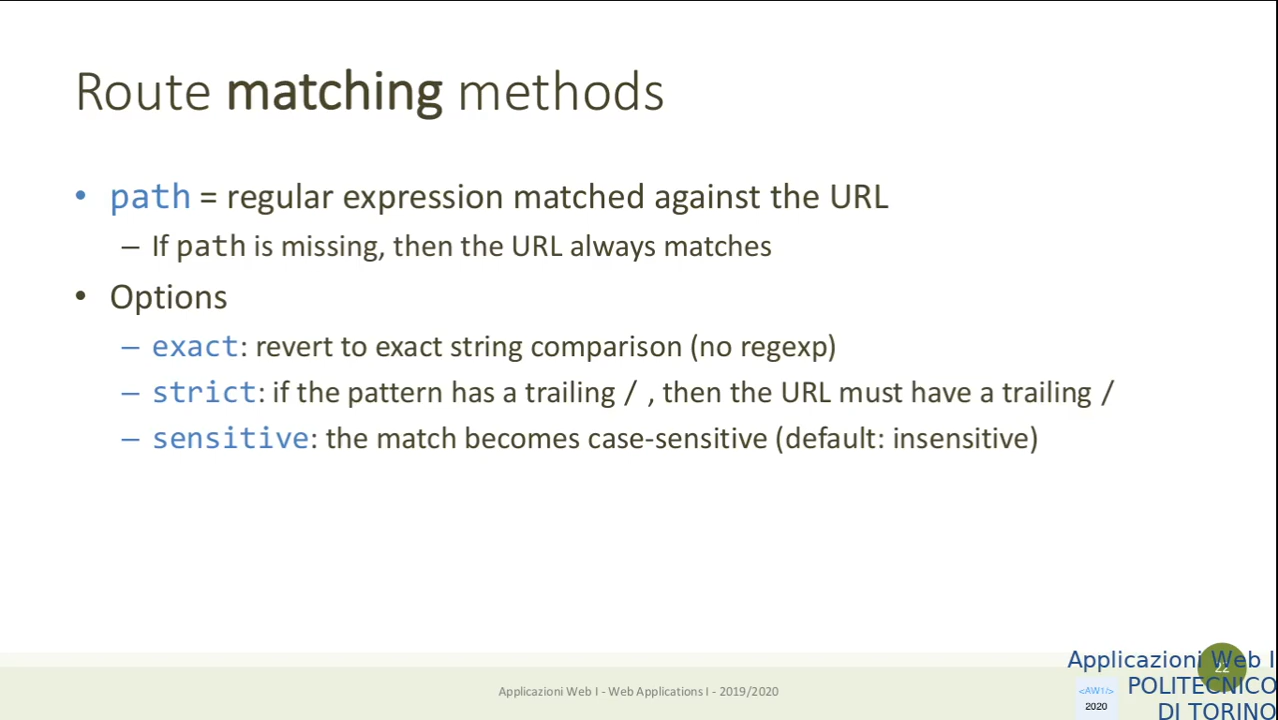 Route matching methods
• path = regular expression matched against the URL
– If path is missing, then the URL always matches
• Options
– exact: revert to exact string comparison (no regexp)
– strict: if the pattern has a trailing / , then the URL must have a trailing /
– sensitive: the match becomes case-sensitive (default: insensitive)
Applicazioni Web I - Web Applications I - 2019/2020
22
Applicazioni Web I
POLITECNICO
DI TORINO
<AW1/>
2020